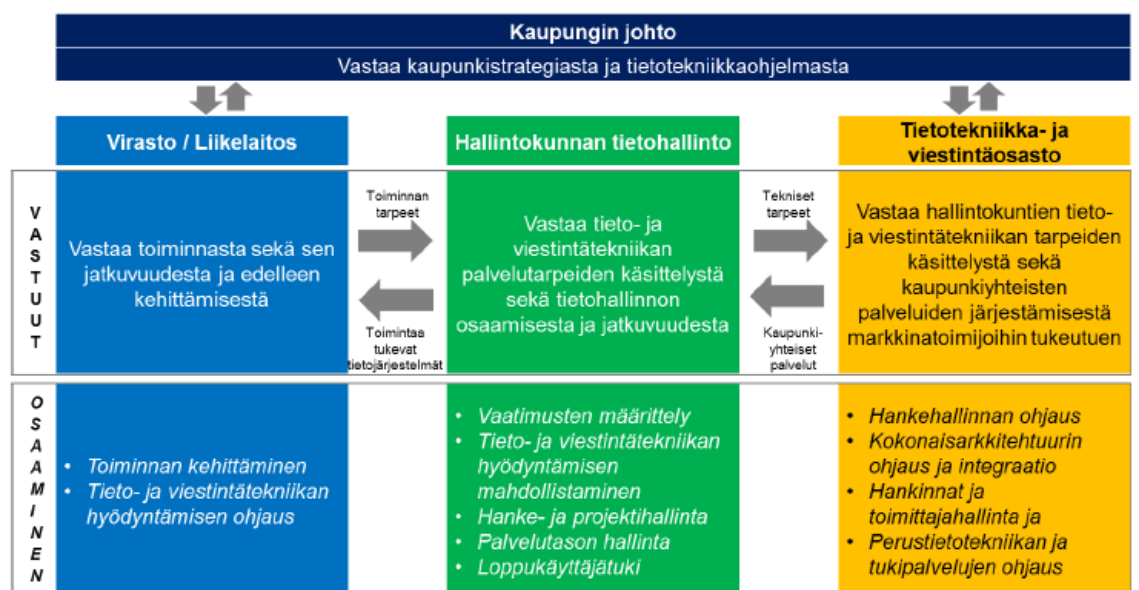 Kaupungin johto
Vastaa kaupunkistrategiasta ja tietotekniikkaohjelmasta
Virasto / Liikelaitos
Hallintokunnan tietohallinto
Tietotekniikka- ja
viestintäosasto
VASTUUT
Vastaa toiminnasta sekä sen
jatkuvuudesta ja edelleen
kehittämisestä
Toiminnan
tarpeet
Toimintaa
tukevat
tietojärjestelmät
Vastaa tieto- ja
viestintätekniikan
palvelutarpeiden käsittelystä
sekä tietohallinnon
osaamisesta ja jatkuvuudesta
Tekniset
tarpeet
Kaupunki-
yhteiset
palvelut
Vastaa hallintokuntien tieto-
ja viestintätekniikan tarpeiden
käsittelystä sekä
kaupunkiyhteisten
palveluiden järjestämisestä
markkinatoimijoihin tukeutuen
OSAAMINEN
• Toiminnan kehittäminen
• Tieto- ja viestintätekniikan
hyödyntämisen ohjaus
• Vaatimusten määrittely
• Tieto- ja viestintätekniikan
hyödyntämisen
mahdollistaminen
• Hanke- ja projektihallinta
• Palvelutason hallinta
• Loppukäyttäjätuki
• Hankehallinnan ohjaus
• Kokonaisarkkitehtuurin
ohjaus ja integraatio
• Hankinnat ja
toimittajahallinta ja
• Perustietotekniikan ja
tukipalvelujen ohjaus